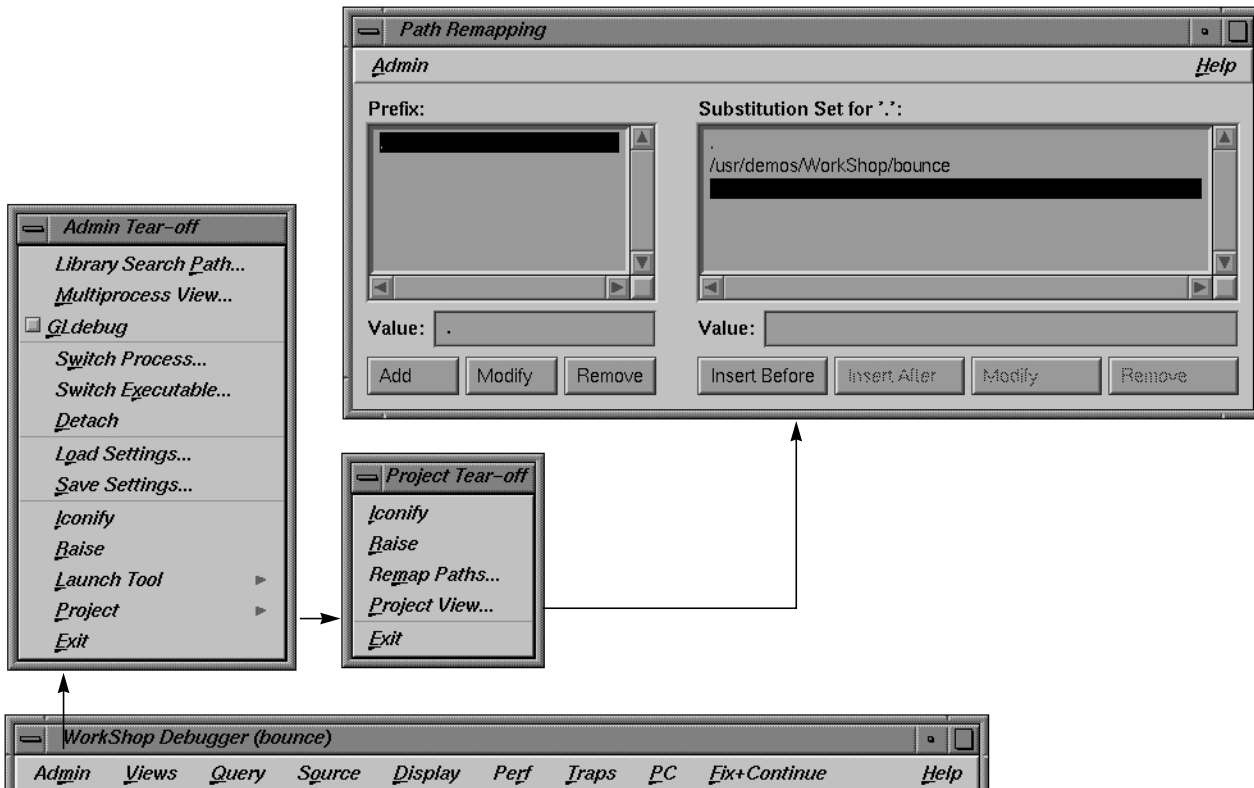 Path Remapping
Admin Help
Prefix: Substitution Set for '.':
. .
/usr/demos/WorkShop/bounce
Value: . Value:
Add Modify Remove Insert Before Insert After Modify Remove
Admin Tear-off
Library Search Path...
Multiprocess View...
GLdebug
Switch Process...
Switch Executable...
Detach
Load Settings...
Save Settings...
Iconify
Raise
Launch Tool
Project
Exit
Project Tear-off
Iconify
Raise
Remap Paths...
Project View...
Exit
WorkShop Debugger (bounce)
Admin Views Query Source Display Perf Traps PC Fix+Continue Help